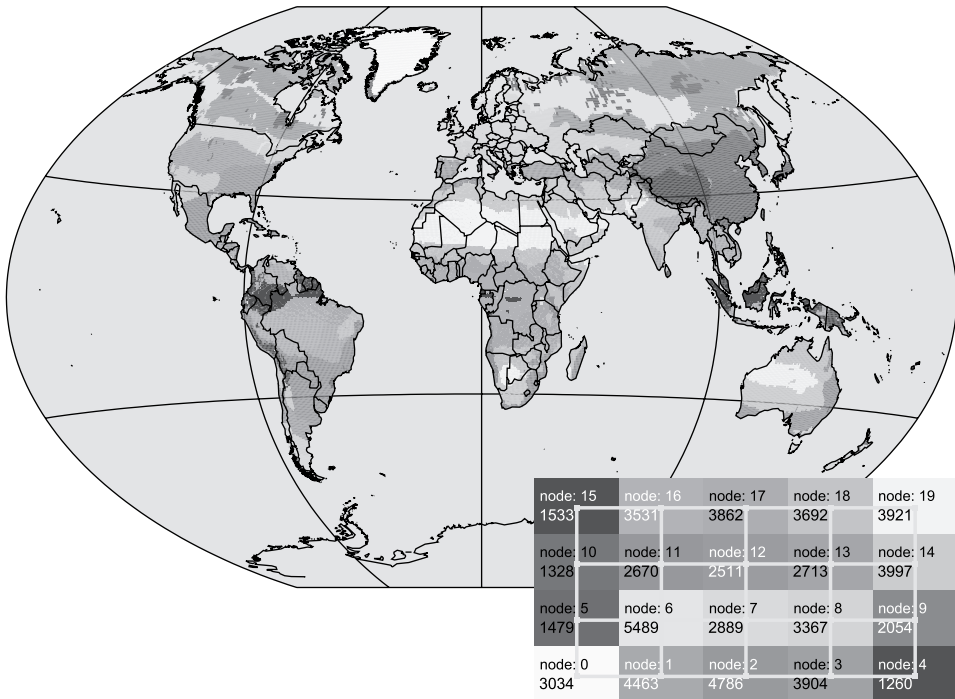 node: 15 node: 16 node: 17 node: 18 node: 19
1533 3531 3862 3692 3921
node: 10 node: 11 node: 12 node: 13 node: 14
1328 2670 2511 2713 3997
node: 5 node: 6 node: 7 node: 8 node: 9
1479 5489 2889 3367 2054
node: 0 node: 1 node: 2 node: 3 node: 4
3034 4463 4786 3904 1260